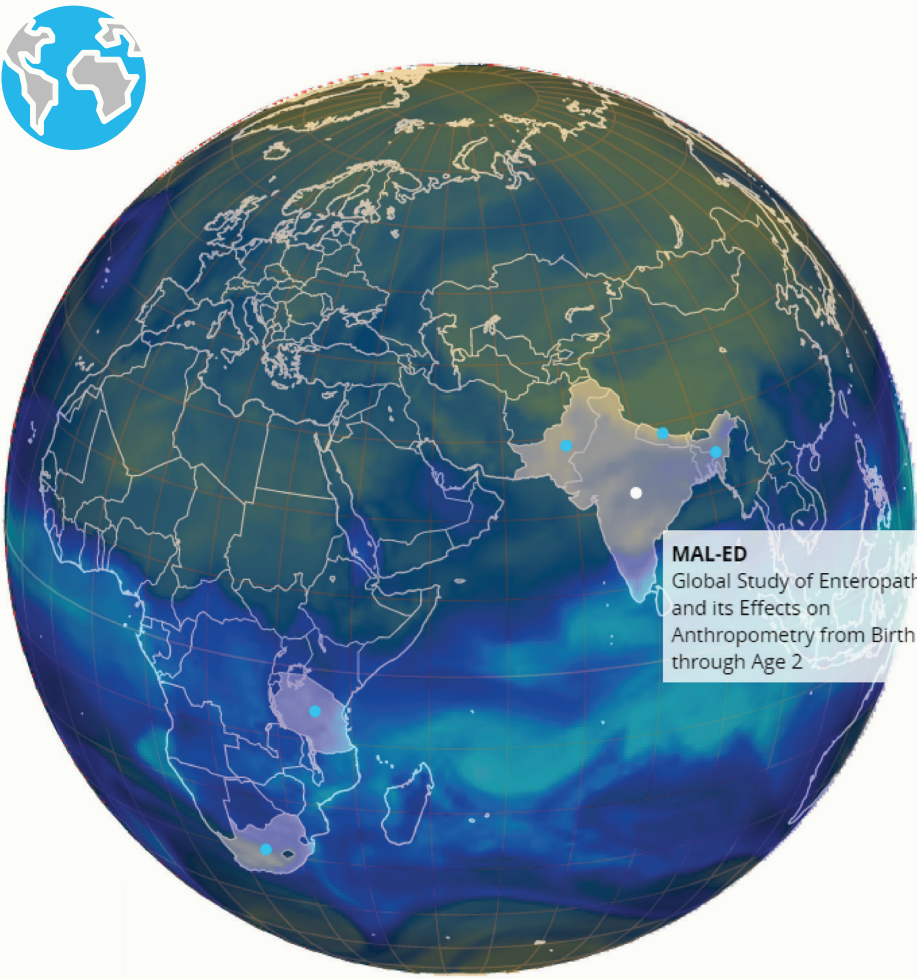 MAL-ED
Global Study of Enteropath
and its Effects on
Anthropometry from Birth
through Age 2